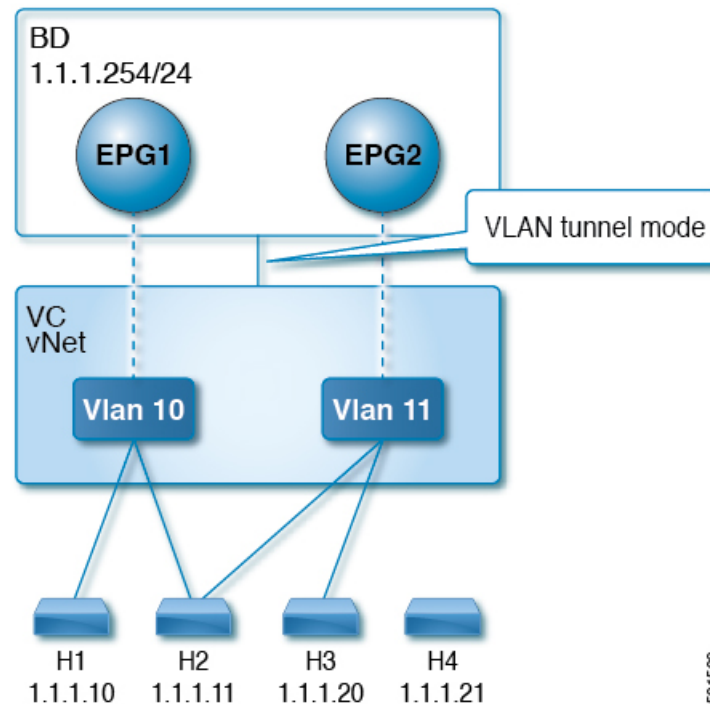 BD
1.1.1.254/24
EPG1
EPG2
VLAN tunnel mode
VC
vNet
Vlan 10
Vlan 11
H1
1.1.1.10
H2
1.1.1.11
H3
1.1.1.20
H4
1.1.1.21